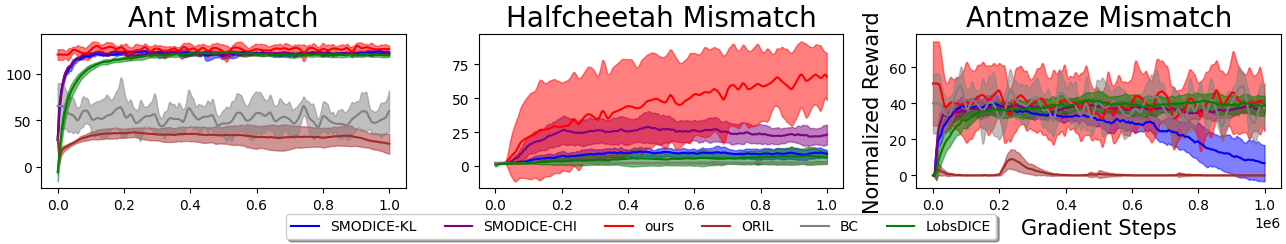 Ant Mismatch
100
50
0
0.0 0.2 0.4 0.6 0.8 1.0
Halfcheetah Mismatch
75
50
25
0
0.0 0.2 0.4 0.6 0.8 1.0
Antmaze Mismatch
Normalized Reward
60
40
20
0
0.0 0.2 0.4 0.6 0.8 1.0
1e6
Gradient Steps
SMODICE-KL SMODICE-CHI ours ORIL BC LobsDICE